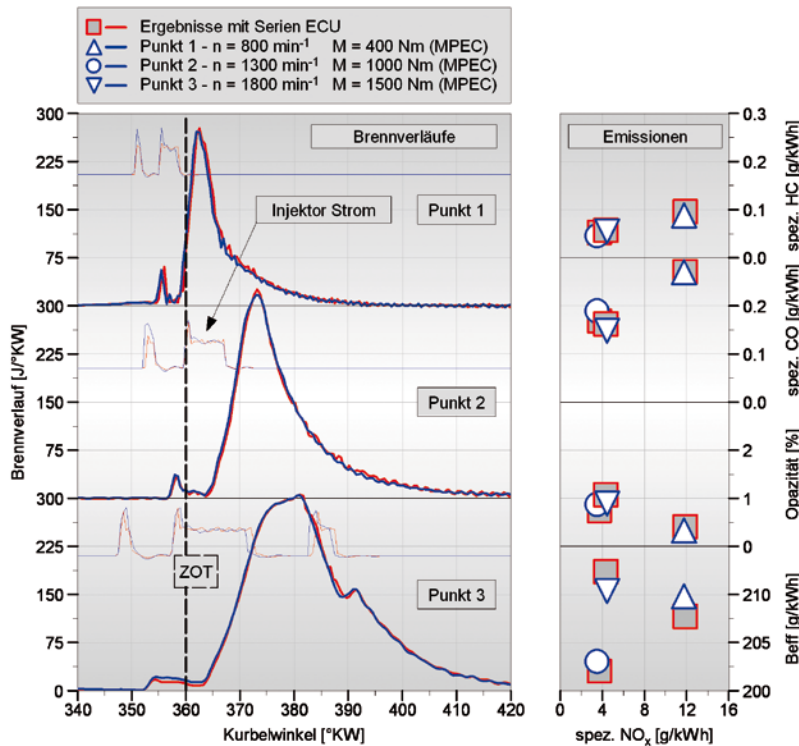 Ergebnisse mit Serien ECU
Punkt 1 - n = 800 min⁻¹ M = 400 Nm (MPEC)
Punkt 2 - n = 1300 min⁻¹ M = 1000 Nm (MPEC)
Punkt 3 - n = 1800 min⁻¹ M = 1500 Nm (MPEC)
Brennverläufe
Emissionen
300
225
150
75
300
225
150
75
300
225
150
75
0
Brennverlauf [J/°KW]
Injektor Strom
Punkt 1
Punkt 2
ZOT
Punkt 3
340
350
360
370
380
390
400
410
420
Kurbelwinkel [°KW]
0.3
0.2
0.1
0.0
spez. HC [g/kWh]
0.2
0.1
0.0
spez. CO [g/kWh]
2
1
0
Opazität [%]
210
205
200
Beff [g/kWh]
0
4
8
12
16
spez. NOₓ [g/kWh]